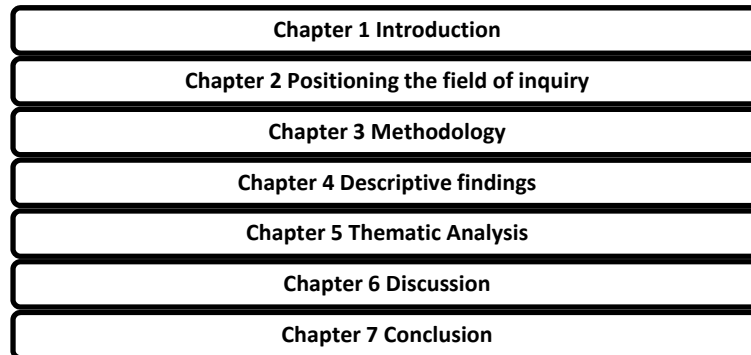 Chapter 1 Introduction
Chapter 2 Positioning the field of inquiry
Chapter 3 Methodology
Chapter 4 Descriptive findings
Chapter 5 Thematic Analysis
Chapter 6 Discussion
Chapter 7 Conclusion